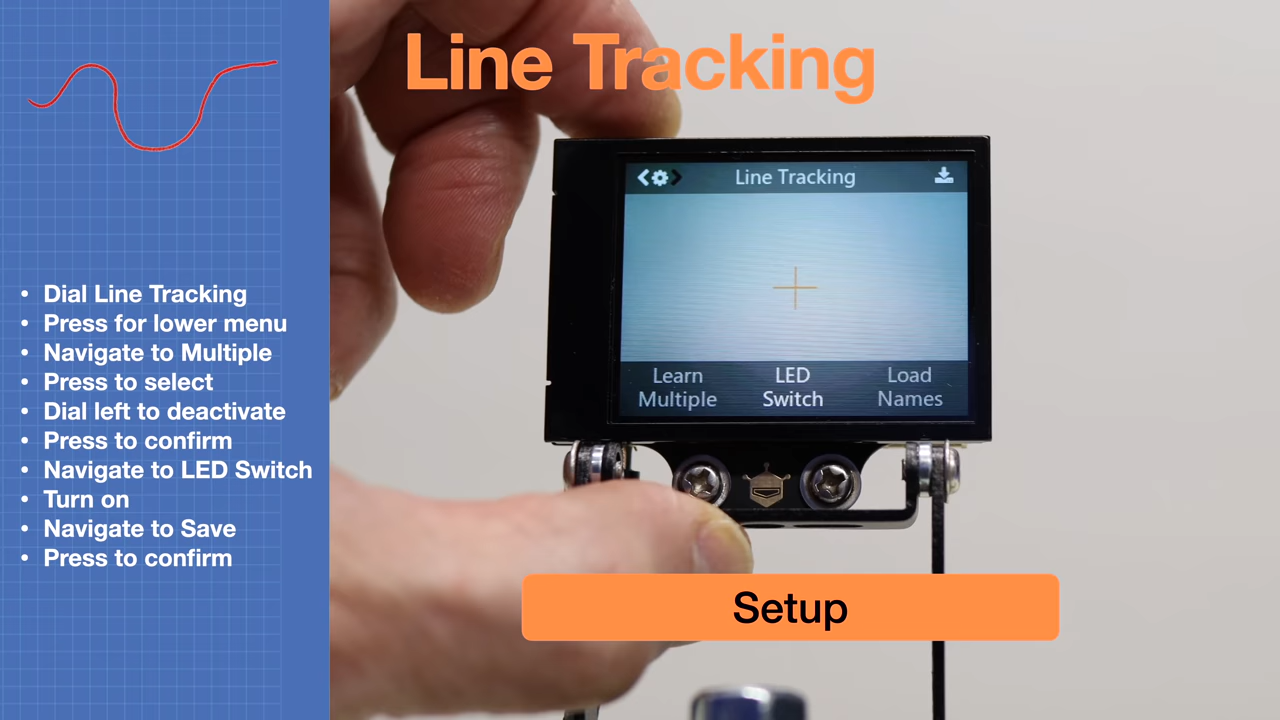 Line Tracking
Line Tracking
Learn
Multiple
LED
Switch
Load
Names
• Dial Line Tracking
• Press for lower menu
• Navigate to Multiple
• Press to select
• Dial left to deactivate
• Press to confirm
• Navigate to LED Switch
• Turn on
• Navigate to Save
• Press to confirm
Setup